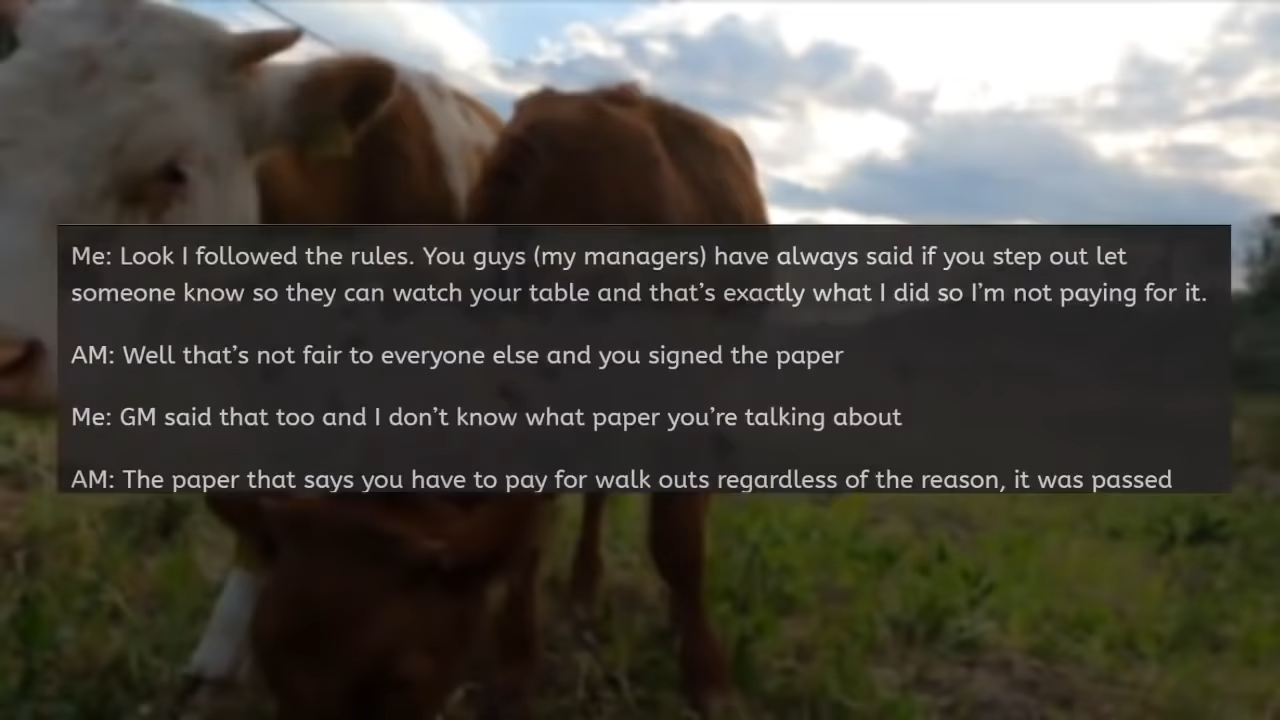 Me: Look I followed the rules. You guys (my managers) have always said if you step out let
someone know so they can watch your table and that’s exactly what I did so I’m not paying for it.
AM: Well that’s not fair to everyone else and you signed the paper
Me: GM said that too and I don’t know what paper you’re talking about
AM: The paper that says you have to pay for walk outs regardless of the reason, it was passed